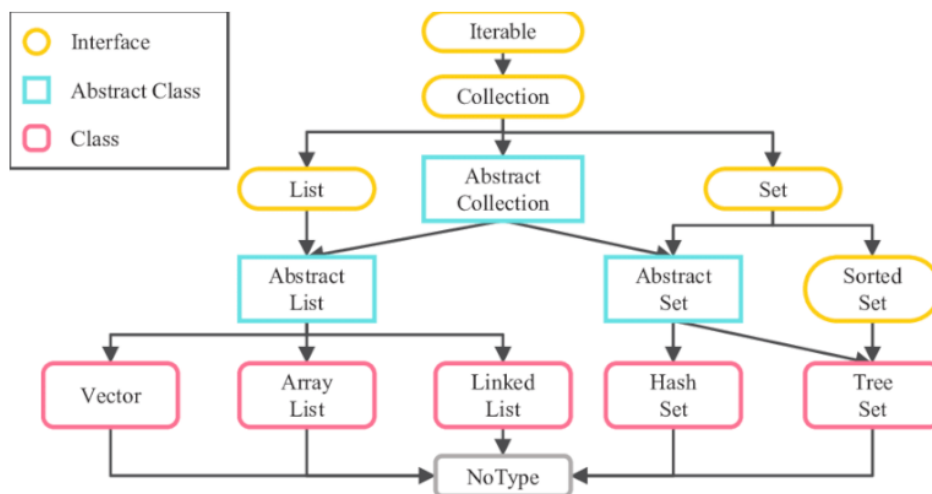 Interface
Abstract Class
Class
Iterable
Collection
List
Abstract
Collection
Set
Abstract
List
Abstract
Set
Sorted
Set
Vector
Array
List
Linked
List
Hash
Set
Tree
Set
NoType